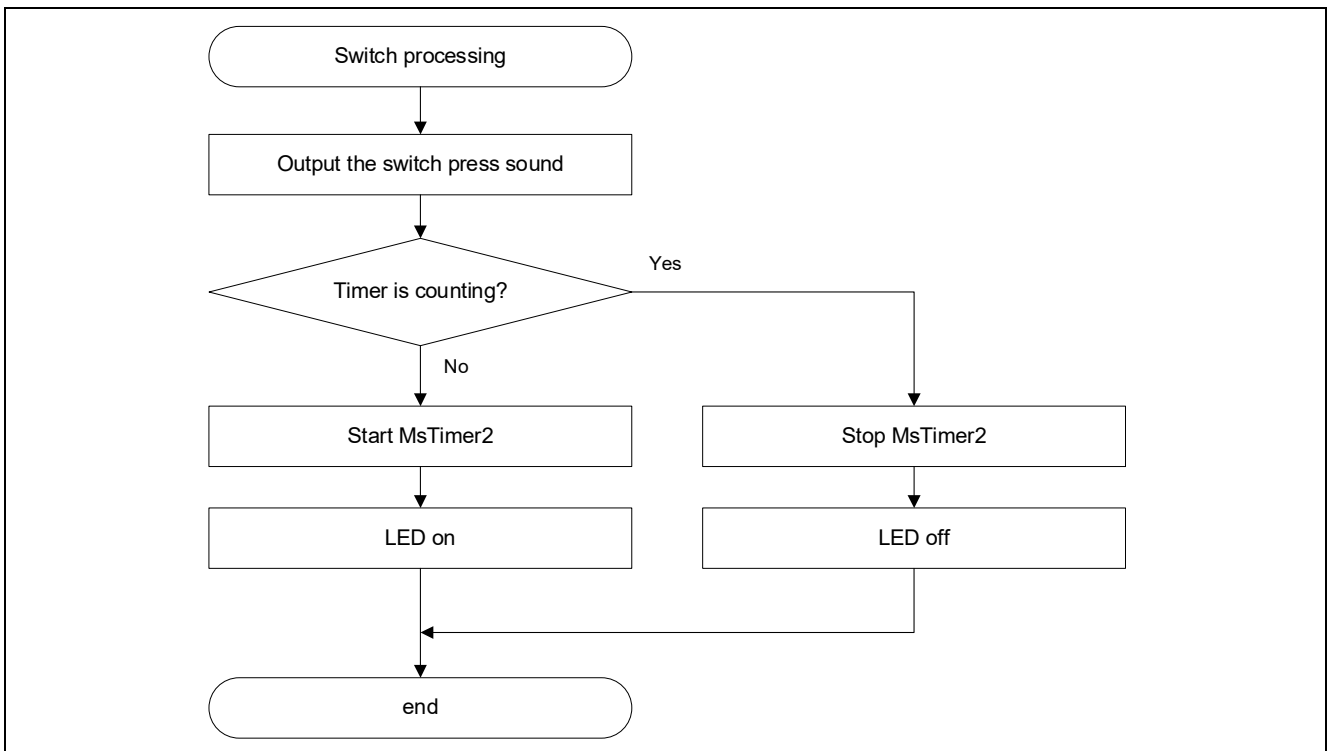 Switch processing
Output the switch press sound
Timer is counting?
Yes
No
Start MsTimer2
Stop MsTimer2
LED on
LED off
end